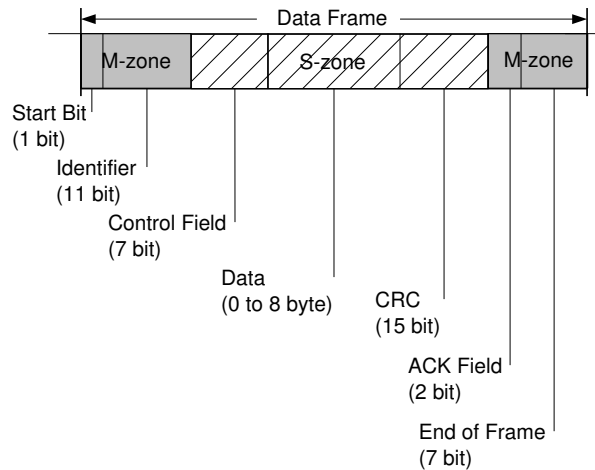 Data Frame
M-zone
S-zone
M-zone
Start Bit
(1 bit)
Identifier
(11 bit)
Control Field
(7 bit)
Data
(0 to 8 byte)
CRC
(15 bit)
ACK Field
(2 bit)
End of Frame
(7 bit)